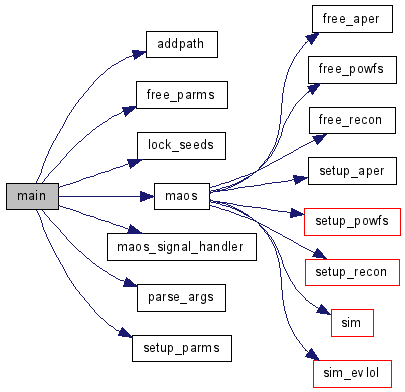 main
addpath
free_parms
lock_seeds
maos
maos_signal_handler
parse_args
setup_parms
free_aper
free_powfs
free_recon
setup_aper
setup_powfs
setup_recon
sim
sim_evlol